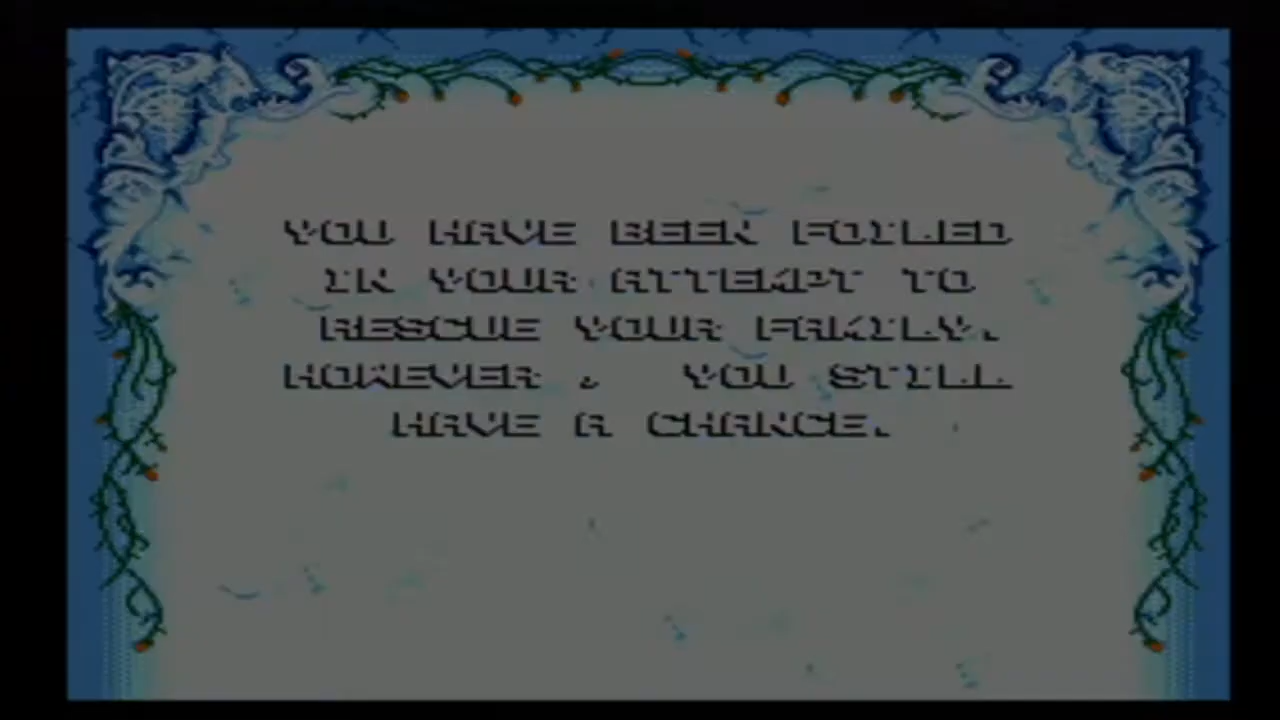 YOU HAVE BEEN FOILED
IN YOUR ATTEMPT TO
RESCUE YOUR FAMILY.
HOWEVER , YOU STILL
HAVE A CHANCE.